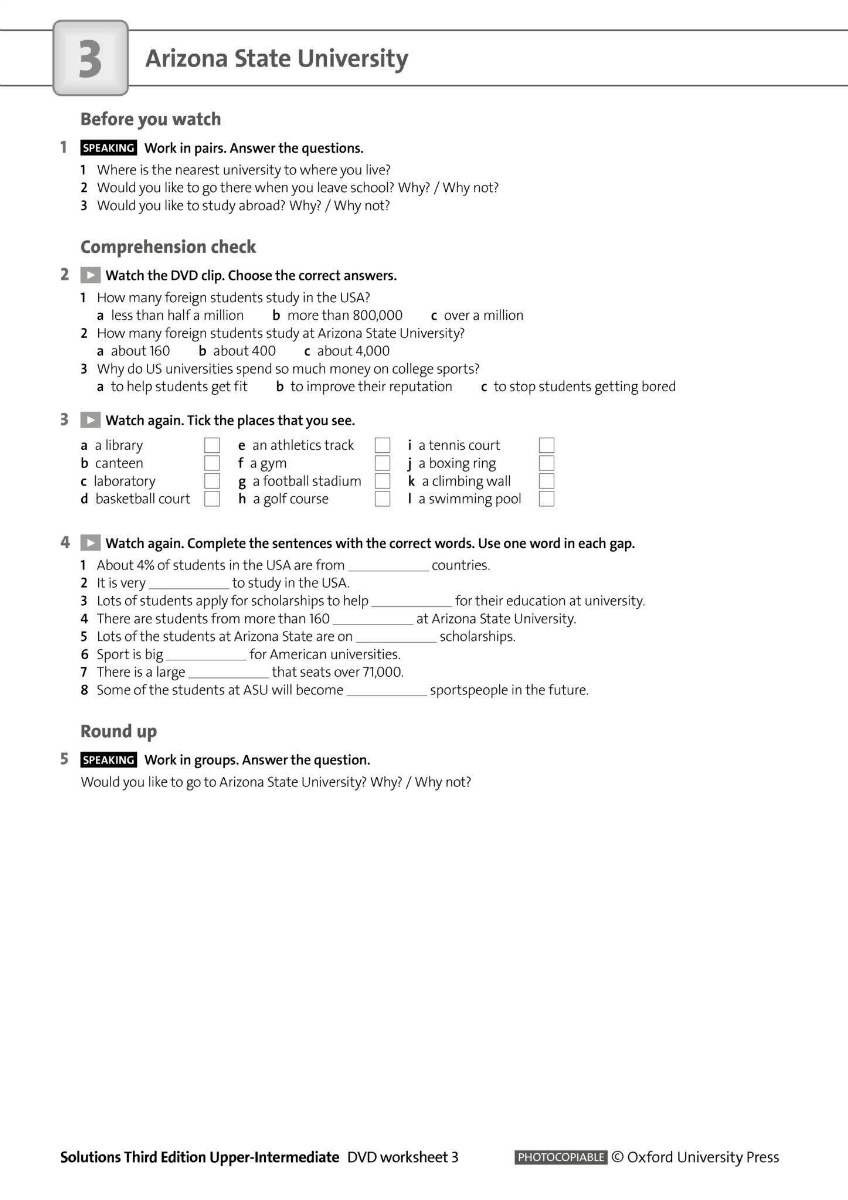 3
Arizona State University
Before you watch
1 SPEAKING Work in pairs. Answer the questions.
1 Where is the nearest university to where you live?
2 Would you like to go there when you leave school? Why? / Why not?
3 Would you like to study abroad? Why? / Why not?
Comprehension check
2 Watch the DVD clip. Choose the correct answers.
1 How many foreign students study in the USA?
a less than half a million b more than 800,000 c over a million
2 How many foreign students study at Arizona State University?
a about 160 b about 400 c about 4,000
3 Why do US universities spend so much money on college sports?
a to help students get fit b to improve their reputation c to stop students getting bored
3 Watch again. Tick the places that you see.
a a library e an athletics track i a tennis court
b canteen f a gym j a boxing ring
c laboratory g a football stadium k a climbing wall
d basketball court h a golf course l a swimming pool
4 Watch again. Complete the sentences with the correct words. Use one word in each gap.
1 About 4% of students in the USA are from ____________ countries.
2 It is very ____________ to study in the USA.
3 Lots of students apply for scholarships to help ____________ for their education at university.
4 There are students from more than 160 ____________ at Arizona State University.
5 Lots of the students at Arizona State are on ____________ scholarships.
6 Sport is big ____________ for American universities.
7 There is a large ____________ that seats over 71,000.
8 Some of the students at ASU will become ____________ sportspeople in the future.
Round up
5 SPEAKING Work in groups. Answer the question.
Would you like to go to Arizona State University? Why? / Why not?
Solutions Third Edition Upper-Intermediate DVD worksheet 3 PHOTOCOPIABLE © Oxford University Press